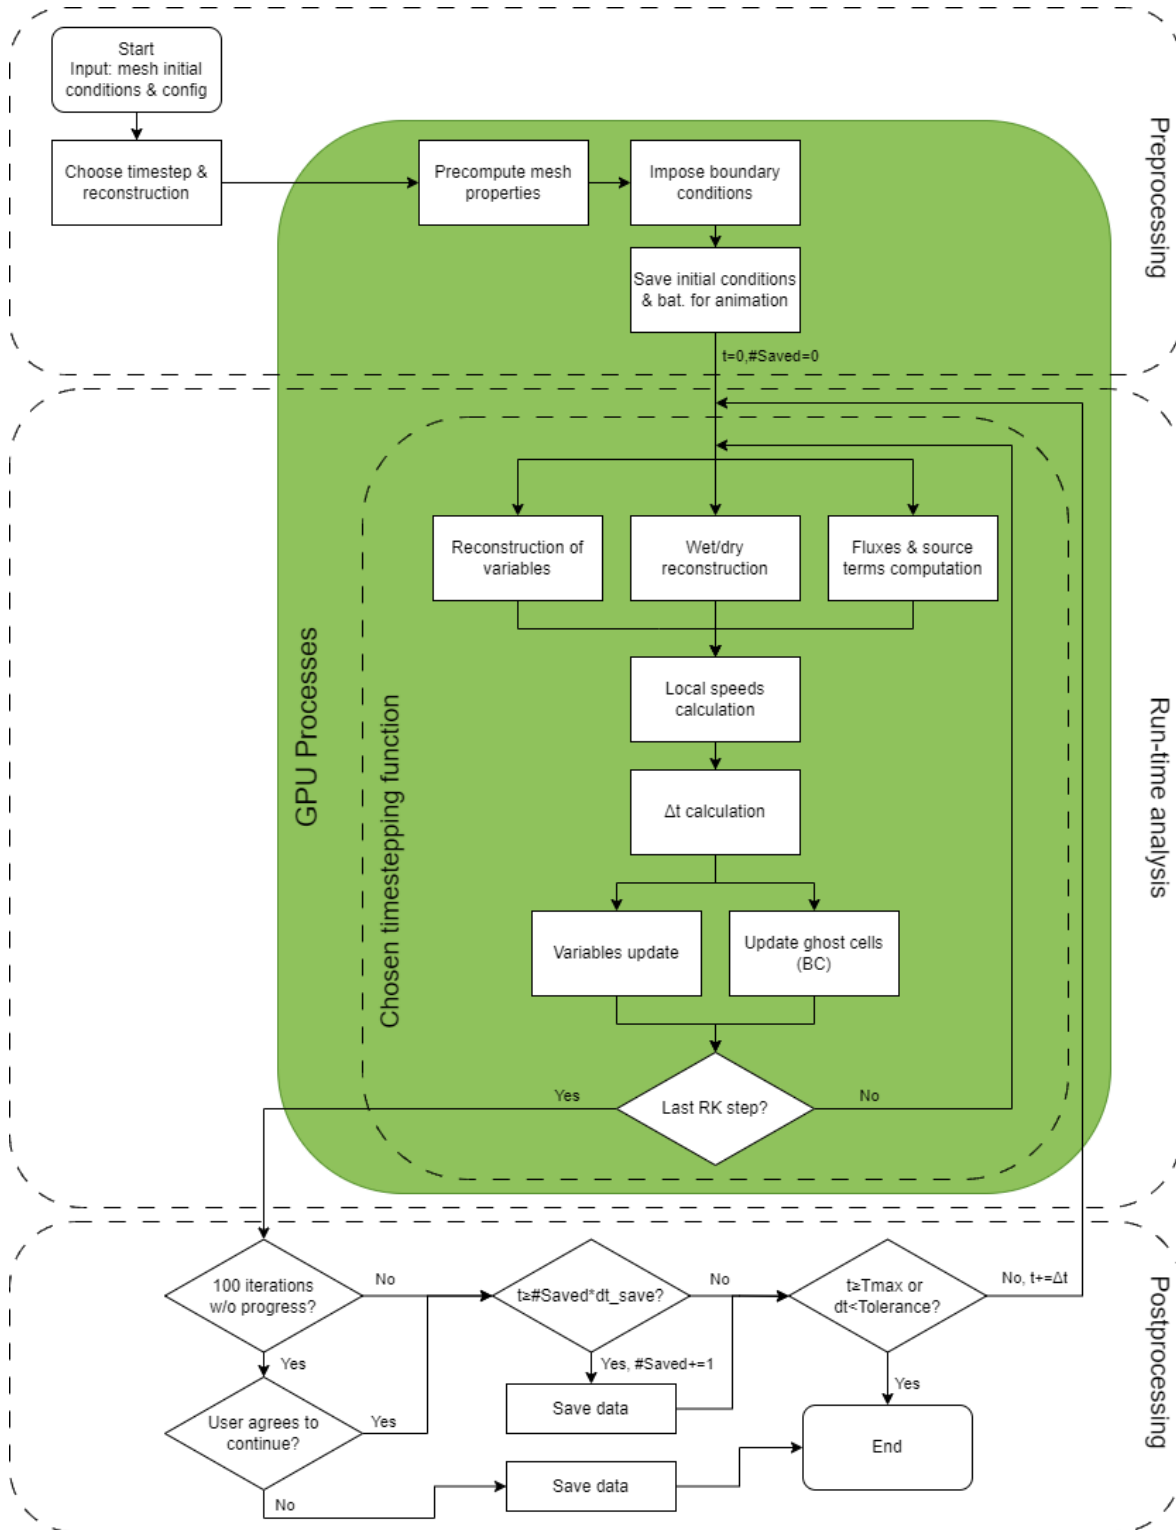 Start
Input: mesh initial
conditions & config
Choose timestep &
reconstruction
Precompute mesh
properties
Impose boundary
conditions
Save initial conditions
& bat. for animation
t=0,#Saved=0
Preprocessing
Reconstruction of
variables
Wet/dry
reconstruction
Fluxes & source
terms computation
Local speeds
calculation
Δt calculation
Variables update
Update ghost cells
(BC)
Last RK step?
Yes
No
GPU Processes
Chosen timestepping function
Run-time analysis
100 iterations
w/o progress?
No
Yes
User agrees to
continue?
Yes
No
t≥#Saved*dt_save?
No
Yes, #Saved+=1
Save data
Save data
t≥Tmax or
dt<Tolerance?
No, t+=Δt
Yes
End
Postprocessing